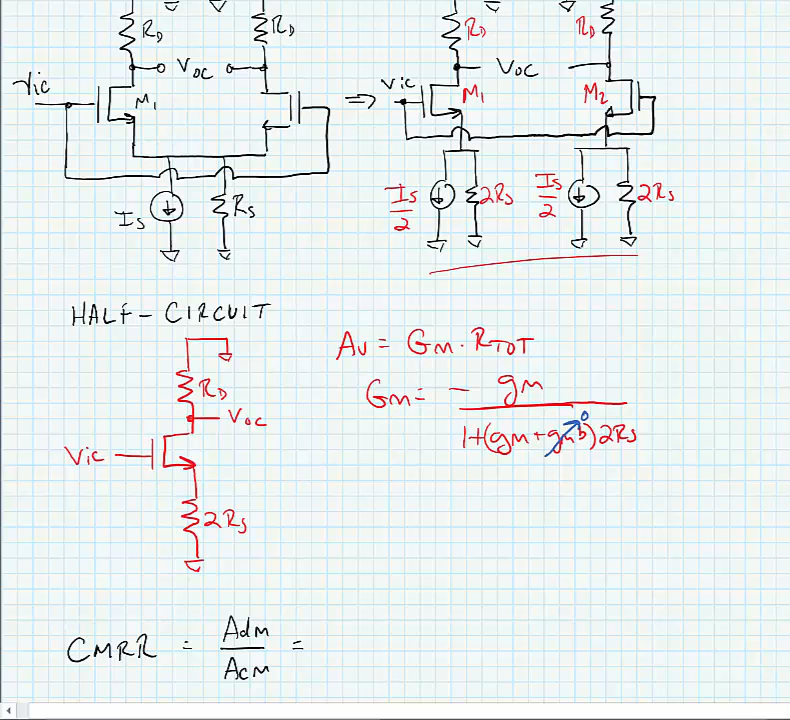 RD RD RD RD
Vic VOC Vic VOC
M1 M1 M2
IS RS IS/2 2RS IS/2 2RS
HALF-CIRCUIT
AV = Gm · RTOT
RD
VOC
Gm = - gm / 1+(gm+gmb)2RS
0
Vic
2RS
CMRR = Adm / Acm =